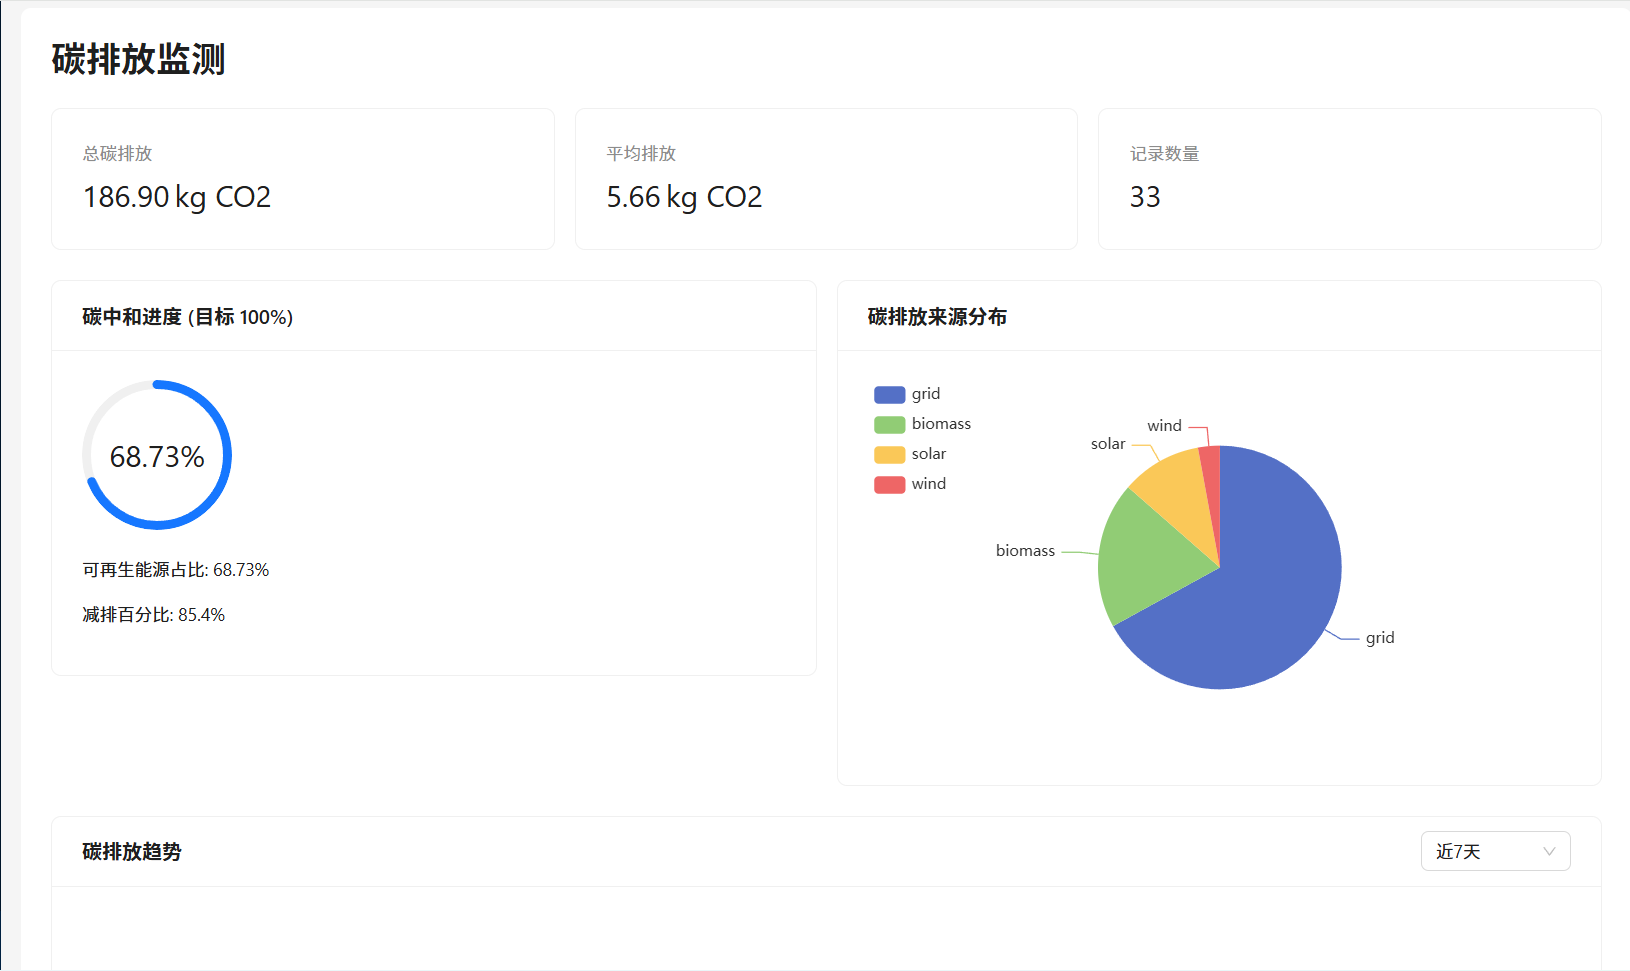 碳排放监测
总碳排放
186.90 kg CO2
平均排放
5.66 kg CO2
记录数量
33
碳中和进度 (目标 100%)
68.73%
可再生能源占比: 68.73%
减排百分比: 85.4%
碳排放来源分布
grid
biomass
solar
wind
wind
solar
biomass
grid
碳排放趋势
近7天